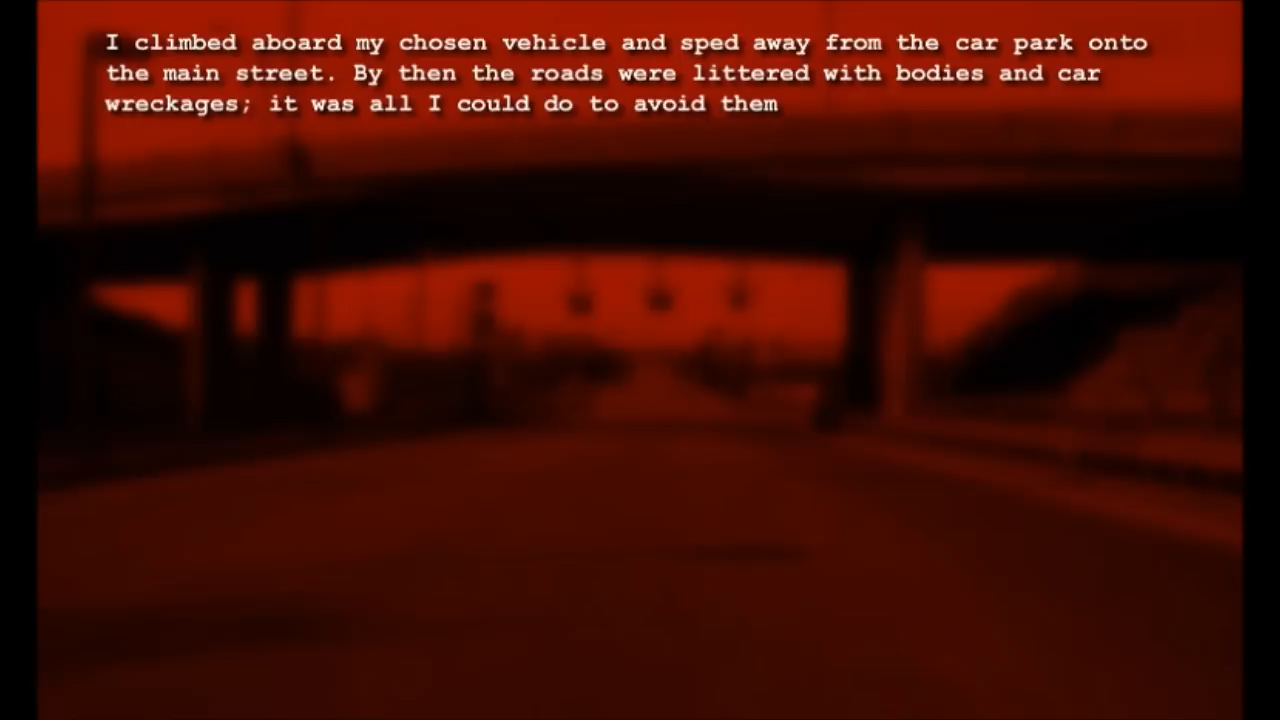 I climbed aboard my chosen vehicle and sped away from the car park onto
the main street. By then the roads were littered with bodies and car
wreckages; it was all I could do to avoid them